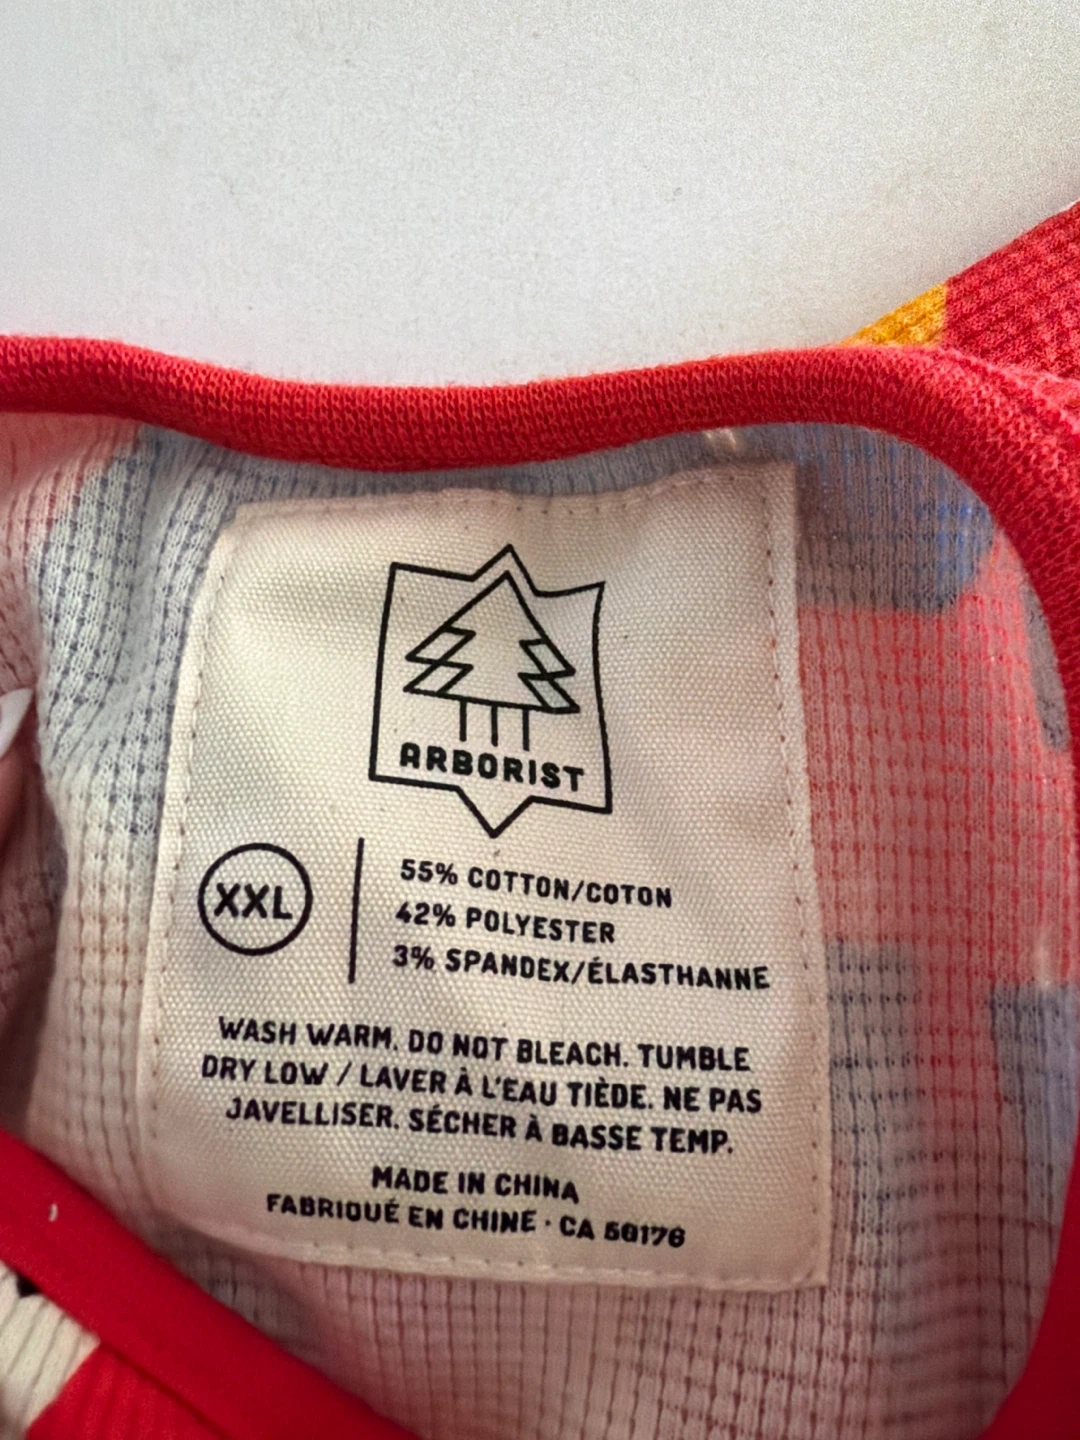 ARBORIST
XXL
55% COTTON/COTON
42% POLYESTER
3% SPANDEX/ÉLASTHANNE
WASH WARM. DO NOT BLEACH. TUMBLE
DRY LOW / LAVER À L'EAU TIÈDE. NE PAS
JAVELLISER. SÉCHER À BASSE TEMP.
MADE IN CHINA
FABRIQUÉ EN CHINE · CA 50176